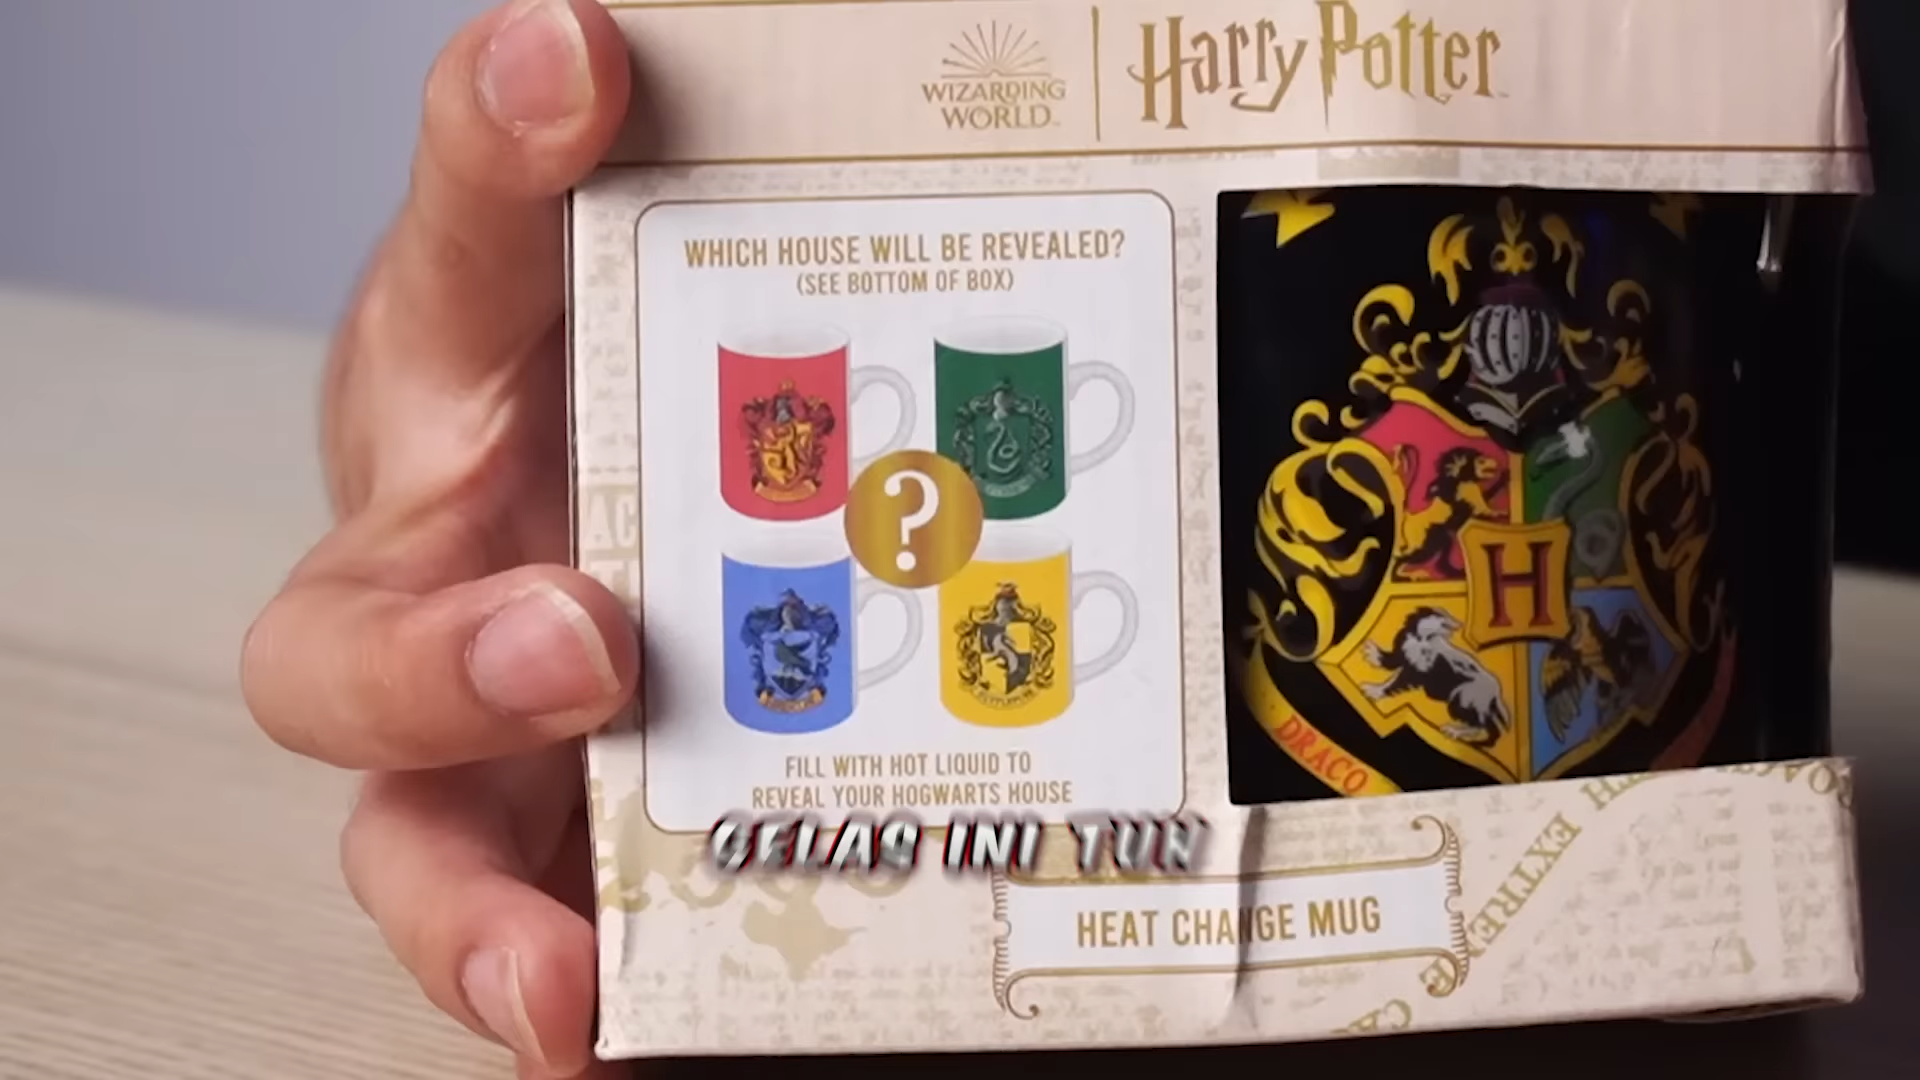 WIZARDING
WORLD
Harry Potter
WHICH HOUSE WILL BE REVEALED?
(SEE BOTTOM OF BOX)
?
H
DRACO
FILL WITH HOT LIQUID TO
REVEAL YOUR HOGWARTS HOUSE
GELAS INI TUH
HEAT CHANGE MUG
EXTREME